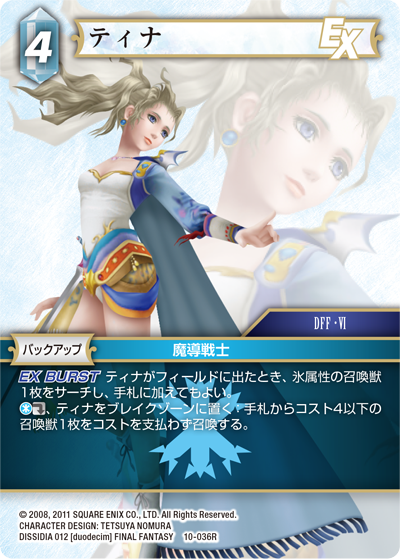 4
ティナ
EX
DFF・VI
バックアップ
魔導戦士
EX BURST ティナがフィールドに出たとき、氷属性の召喚獣
1枚をサーチし、手札に加えてもよい。
、ティナをブレイクゾーンに置く：手札からコスト4以下の
召喚獣1枚をコストを支払わず召喚する。
© 2008, 2011 SQUARE ENIX CO., LTD. All Rights Reserved.
CHARACTER DESIGN: TETSUYA NOMURA
DISSIDIA 012 [duodecim] FINAL FANTASY 10-036R